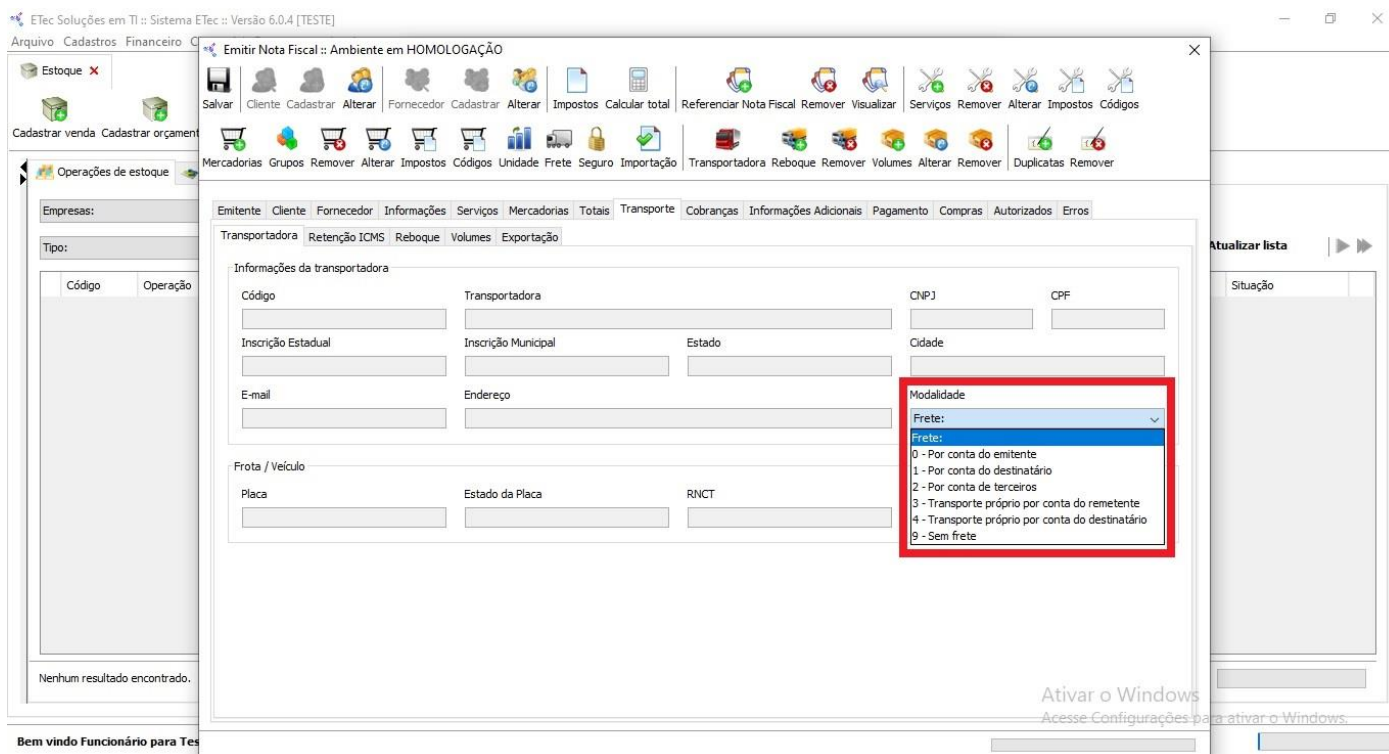 ETec Soluções em TI :: Sistema ETec :: Versão 6.0.4 [TESTE]
Arquivo Cadastros Financeiro
Emitir Nota Fiscal :: Ambiente em HOMOLOGAÇÃO
Estoque
Salvar Cliente Cadastrar Alterar Fornecedor Cadastrar Alterar Impostos Calcular total Referenciar Nota Fiscal Remover Visualizar Serviços Remover Alterar Impostos Códigos
Cadastrar venda Cadastrar orçament
Mercadorias Grupos Remover Alterar Impostos Códigos Unidade Frete Seguro Importação Transportadora Reboque Remover Volumes Alterar Remover Duplicatas Remover
Operações de estoque
Empresas:
Emitente Cliente Fornecedor Informações Serviços Mercadorias Totais Transporte Cobranças Informações Adicionais Pagamento Compras Autorizados Erros
Transportadora Retenção ICMS Reboque Volumes Exportação
Tipo:
Atualizar lista
Informações da transportadora
Código Operação
Situação
Código Transportadora CNPJ CPF
Inscrição Estadual Inscrição Municipal Estado Cidade
E-mail Endereço Modalidade
Frete:
Frete:
0 - Por conta do emitente
1 - Por conta do destinatário
2 - Por conta de terceiros
3 - Transporte próprio por conta do remetente
4 - Transporte próprio por conta do destinatário
9 - Sem frete
Frota / Veículo
Placa Estado da Placa RNCT
Nenhum resultado encontrado.
Ativar o Windows
Acesse Configurações para ativar o Windows.
Bem vindo Funcionário para Tes